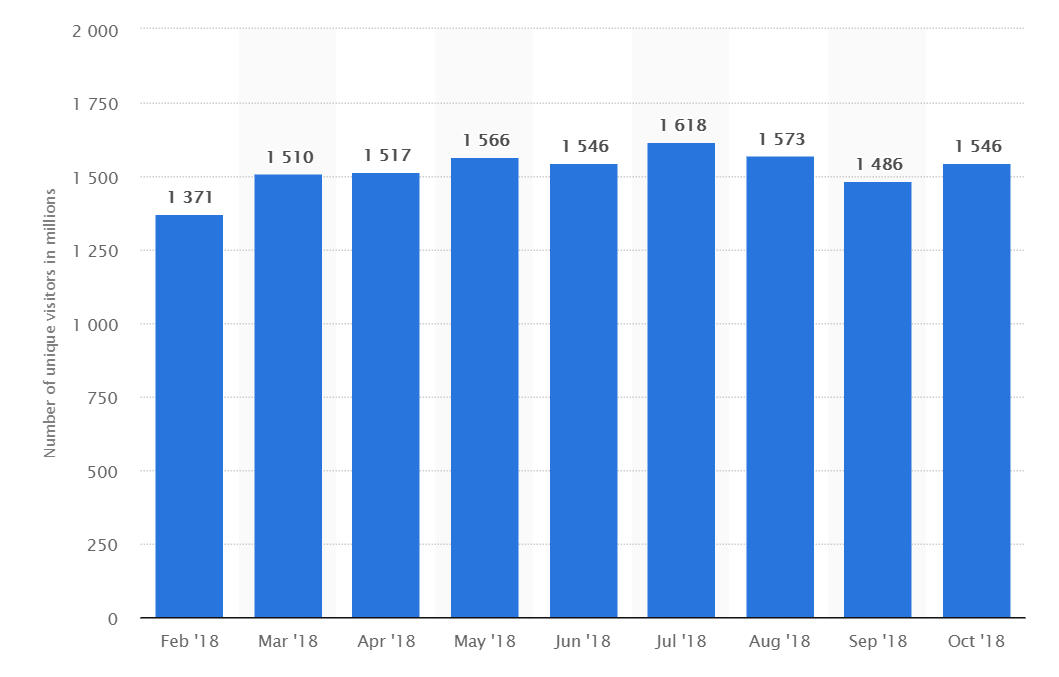 Number of unique visitors in millions
2 000
1 750
1 500
1 250
1 000
750
500
250
0
1 371
1 510
1 517
1 566
1 546
1 618
1 573
1 486
1 546
Feb '18
Mar '18
Apr '18
May '18
Jun '18
Jul '18
Aug '18
Sep '18
Oct '18